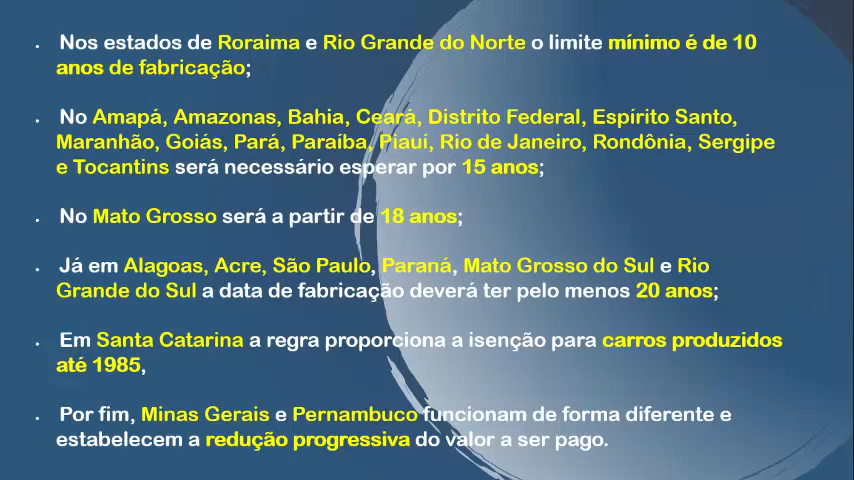 • Nos estados de Roraima e Rio Grande do Norte o limite mínimo é de 10
anos de fabricação;
• No Amapá, Amazonas, Bahia, Ceará, Distrito Federal, Espírito Santo,
Maranhão, Goiás, Pará, Paraíba, Piauí, Rio de Janeiro, Rondônia, Sergipe
e Tocantins será necessário esperar por 15 anos;
• No Mato Grosso será a partir de 18 anos;
• Já em Alagoas, Acre, São Paulo, Paraná, Mato Grosso do Sul e Rio
Grande do Sul a data de fabricação deverá ter pelo menos 20 anos;
• Em Santa Catarina a regra proporciona a isenção para carros produzidos
até 1985,
• Por fim, Minas Gerais e Pernambuco funcionam de forma diferente e
estabelecem a redução progressiva do valor a ser pago.